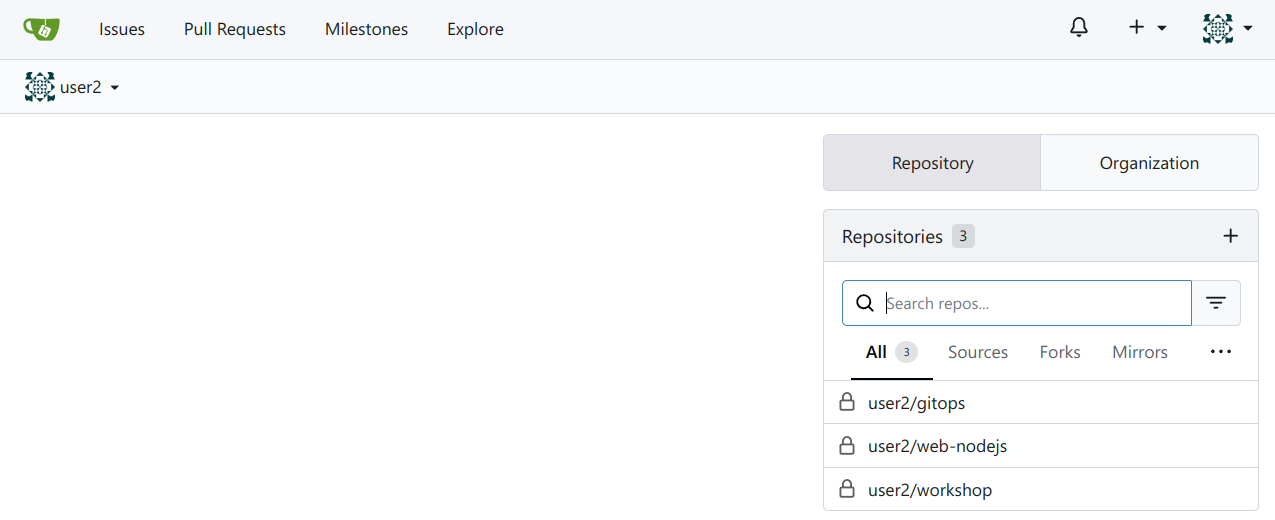 Issues Pull Requests Milestones Explore
user2
Repository Organization
Repositories 3
Search repos...
All 3 Sources Forks Mirrors
user2/gitops
user2/web-nodejs
user2/workshop